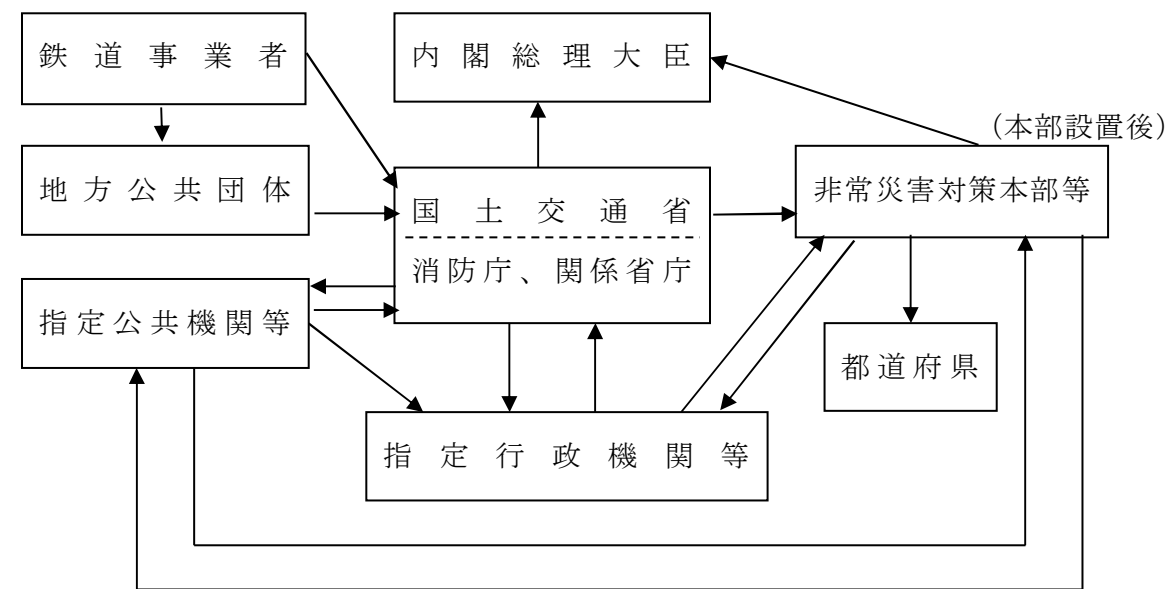 鉄道事業者
内閣総理大臣
(本部設置後)
地方公共団体
国土交通省
消防庁、関係省庁
非常災害対策本部等
指定公共機関等
都道府県
指定行政機関等